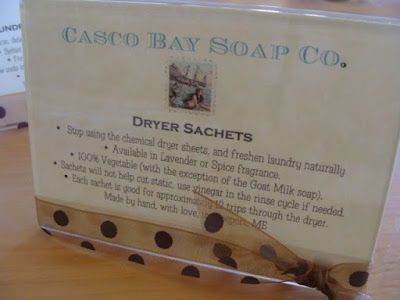 CASCO BAY SOAP CO.
DRYER SACHETS
• Stop using the chemical dryer sheets, and freshen laundry naturally.
• Available in Lavender or Spice fragrance.
• 100% Vegetable (with the exception of the Goat Milk soap).
• Sachets will not help cut static, use vinegar in the rinse cycle if needed.
• Each sachet is good for approximately 10 trips through the dryer.
Made by hand, with love, ME